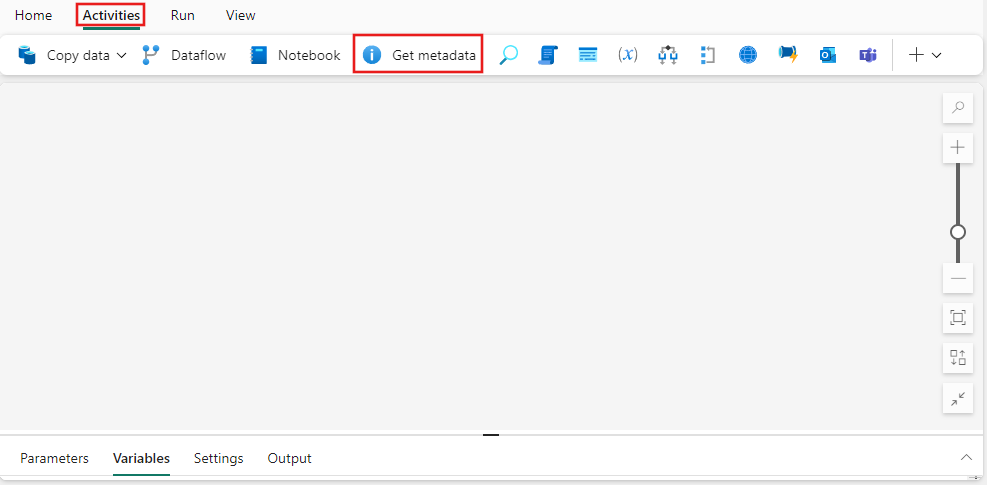 Home Activities Run View
Copy data Dataflow Notebook Get metadata (x)
Parameters Variables Settings Output